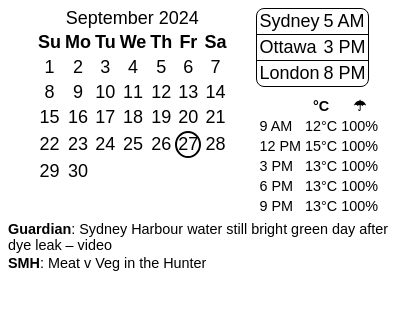 September 2024
Su Mo Tu We Th Fr Sa
1 2 3 4 5 6 7
8 9 10 11 12 13 14
15 16 17 18 19 20 21
22 23 24 25 26 27 28
29 30
Sydney 5 AM
Ottawa 3 PM
London 8 PM
°C ☂
9 AM 12°C 100%
12 PM 15°C 100%
3 PM 13°C 100%
6 PM 13°C 100%
9 PM 13°C 100%
Guardian: Sydney Harbour water still bright green day after
dye leak – video
SMH: Meat v Veg in the Hunter